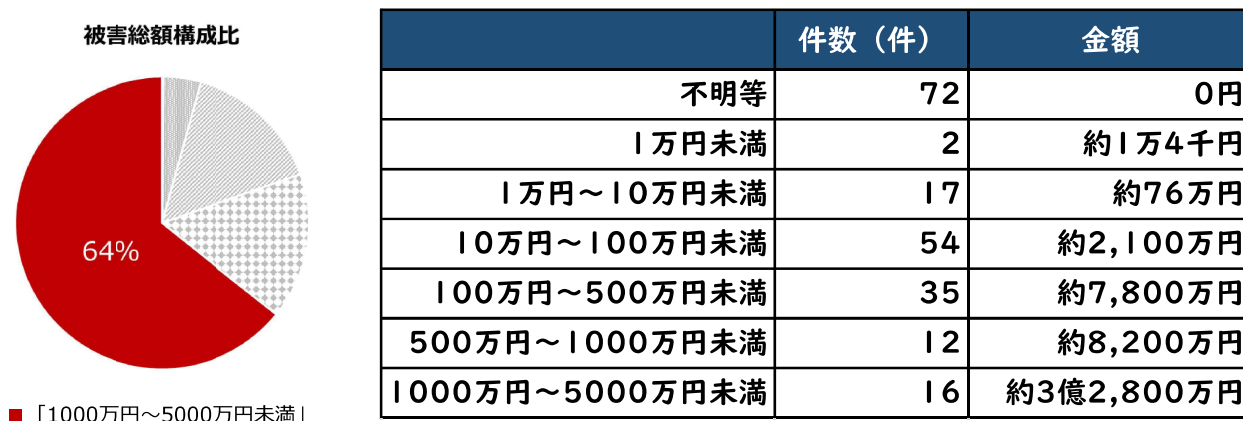 被害総額構成比
64%
■「1000万円～5000万円未満」
件数（件） 金額
不明等 72 0円
1万円未満 2 約1万4千円
1万円～10万円未満 17 約76万円
10万円～100万円未満 54 約2,100万円
100万円～500万円未満 35 約7,800万円
500万円～1000万円未満 12 約8,200万円
1000万円～5000万円未満 16 約3億2,800万円